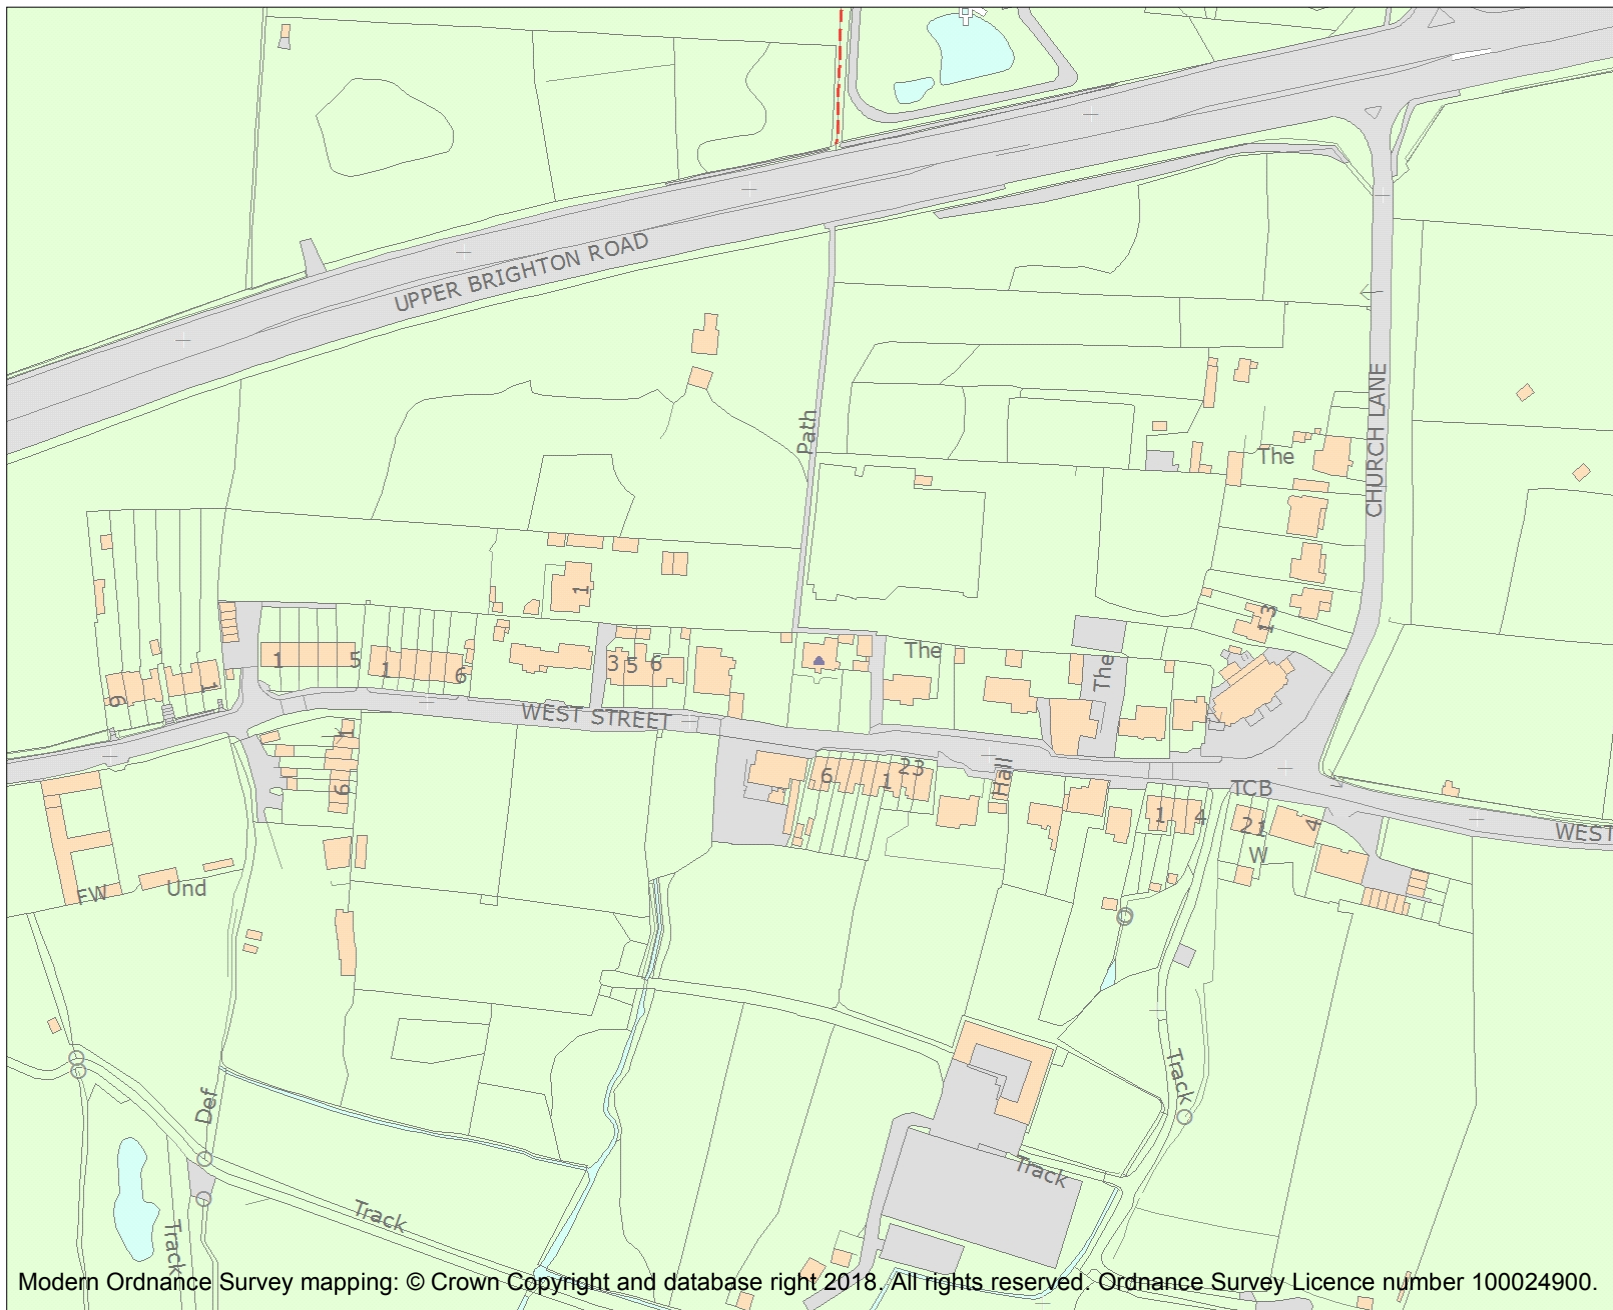 UPPER BRIGHTON ROAD
CHURCH LANE
Path
The
1
13
1
5
1
6
3 5 6
The
The
6
1
WEST STREET
1
6
6
1
23
Hall
TCB
1
4
21
4
WEST
W
FW
Und
Def
Track
Track
Track
Track
Modern Ordnance Survey mapping: © Crown Copyright and database right 2018. All rights reserved. Ordnance Survey Licence number 100024900.